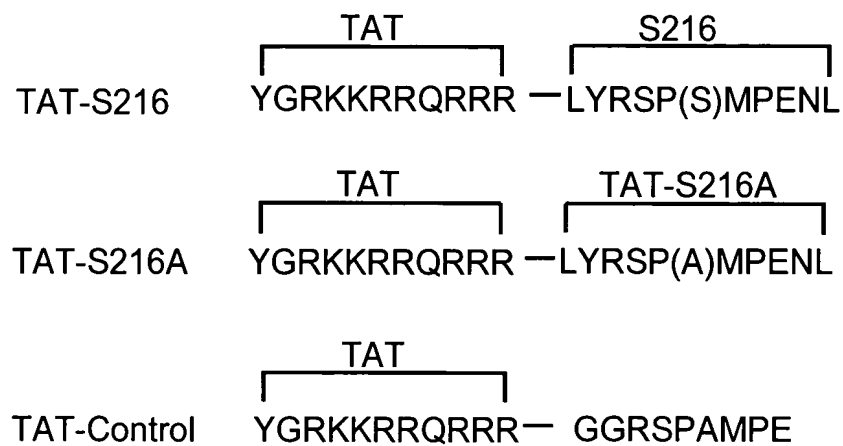 TAT S216
TAT-S216 YGRKKRRQRRR — LYRSP(S)MPENL
TAT TAT-S216A
TAT-S216A YGRKKRRQRRR — LYRSP(A)MPENL
TAT
TAT-Control YGRKKRRQRRR — GGRSPAMPE